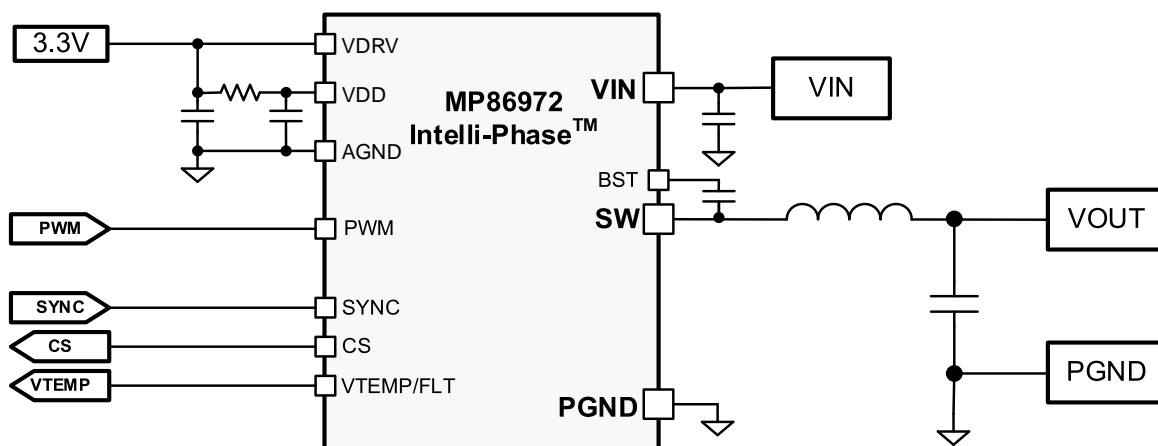 3.3V
VDRV
VDD
AGND
PWM
PWM
SYNC
SYNC
CS
CS
VTEMP
VTEMP/FLT
MP86972
Intelli-Phase™
VIN
VIN
BST
SW
VOUT
PGND
PGND